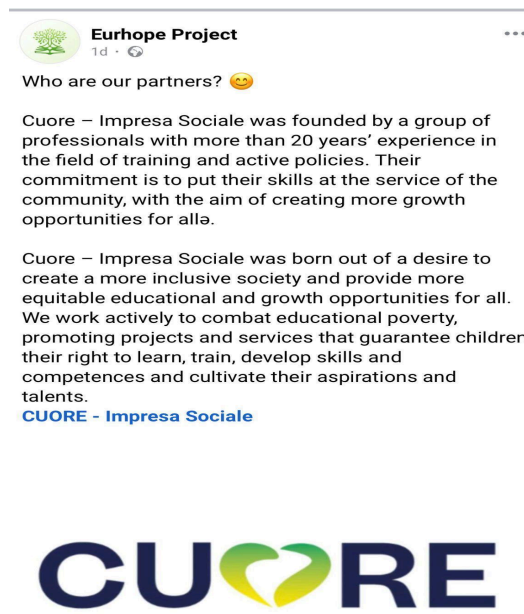 Eurhope Project
1d ·
Who are our partners? 😊
Cuore – Impresa Sociale was founded by a group of
professionals with more than 20 years’ experience in
the field of training and active policies. Their
commitment is to put their skills at the service of the
community, with the aim of creating more growth
opportunities for allə.
Cuore – Impresa Sociale was born out of a desire to
create a more inclusive society and provide more
equitable educational and growth opportunities for all.
We work actively to combat educational poverty,
promoting projects and services that guarantee children
their right to learn, train, develop skills and
competences and cultivate their aspirations and
talents.
CUORE - Impresa Sociale
CUORE